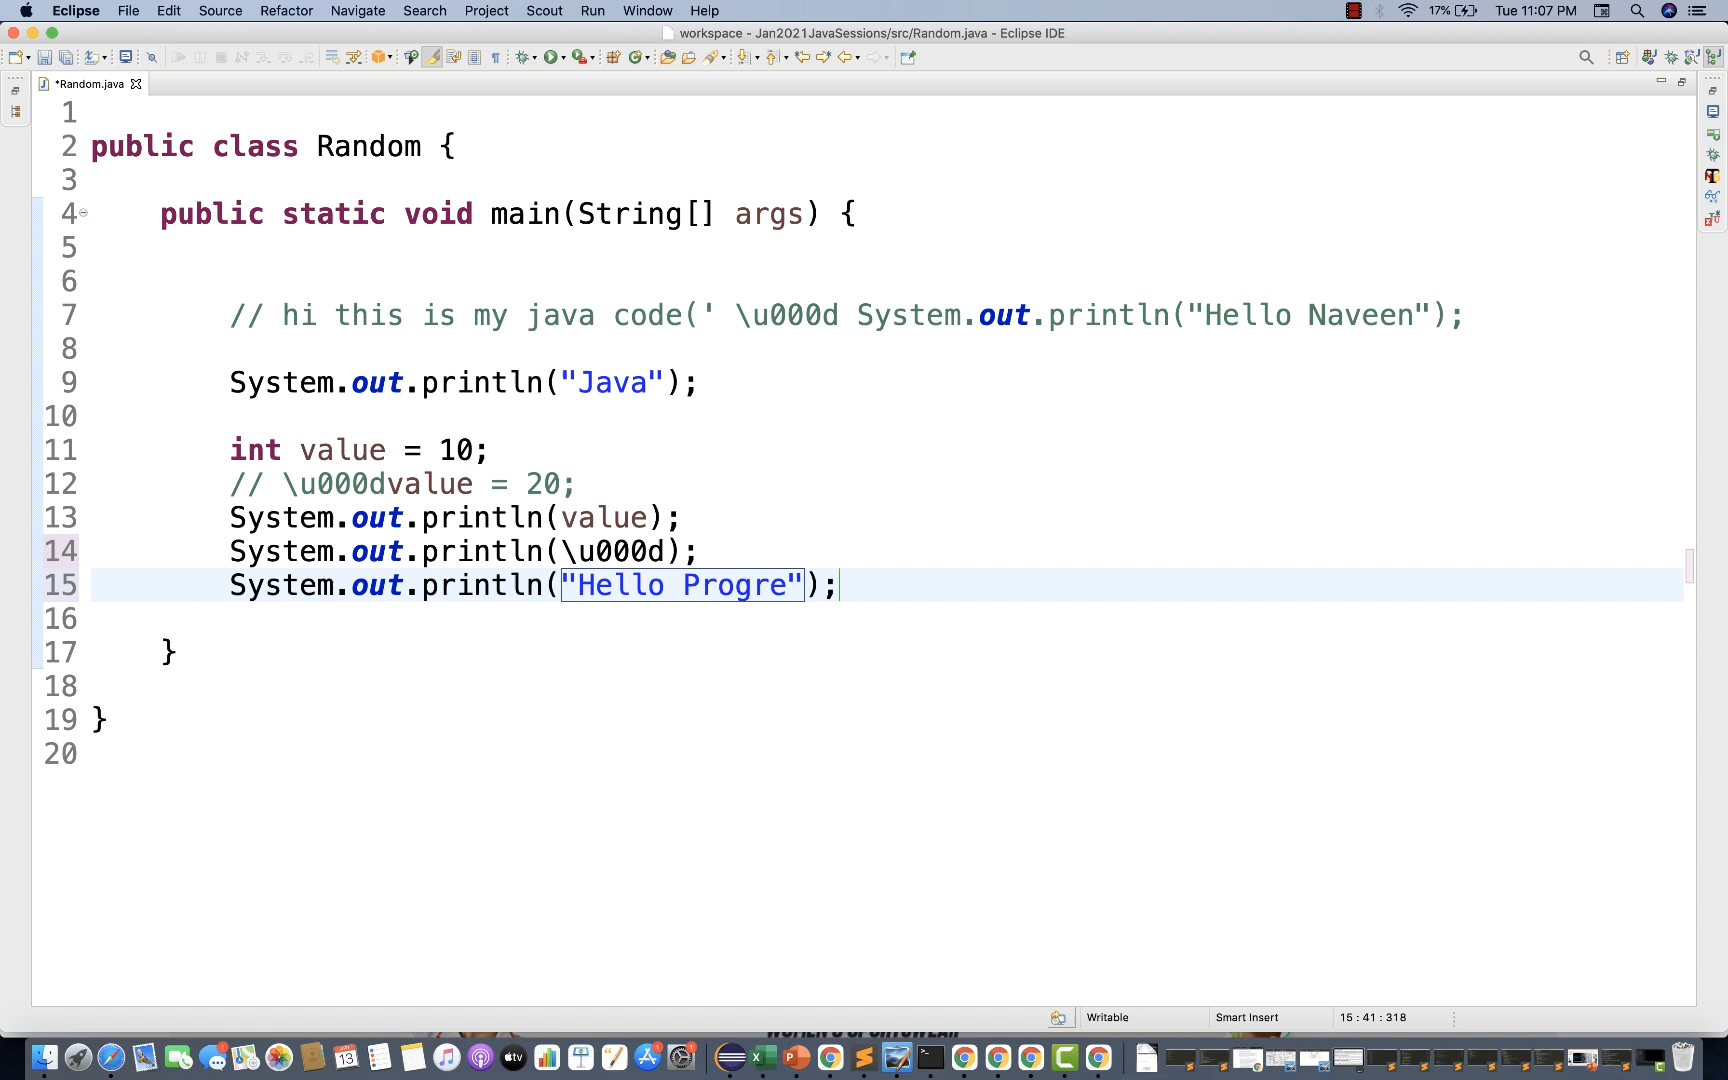 Eclipse File Edit Source Refactor Navigate Search Project Scout Run Window Help 17% Tue 11:07 PM
workspace - Jan2021JavaSessions/src/Random.java - Eclipse IDE
*Random.java
1
2 public class Random {
3
4 public static void main(String[] args) {
5
6
7 // hi this is my java code(' \u000d System.out.println("Hello Naveen");
8
9 System.out.println("Java");
10
11 int value = 10;
12 // \u000dvalue = 20;
13 System.out.println(value);
14 System.out.println(\u000d);
15 System.out.println("Hello Progre");
16
17 }
18
19 }
20
Writable Smart Insert 15 : 41 : 318
WOMEN'S SPORTSWEAR
13
tv